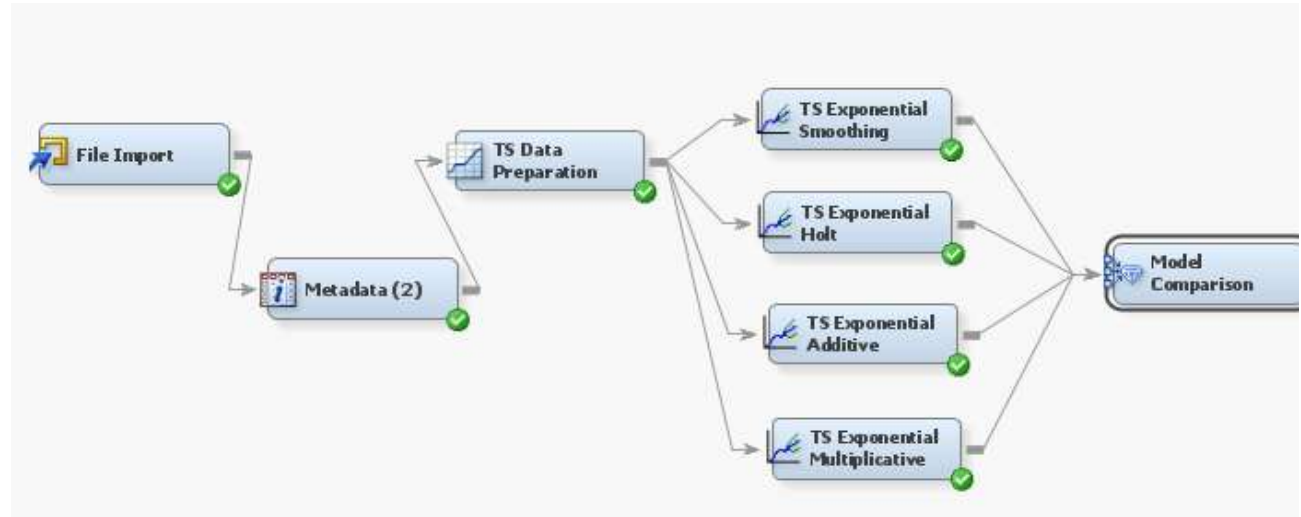 File Import
Metadata (2)
TS Data
Preparation
TS Exponential
Smoothing
TS Exponential
Holt
TS Exponential
Additive
TS Exponential
Multiplicative
Model
Comparison